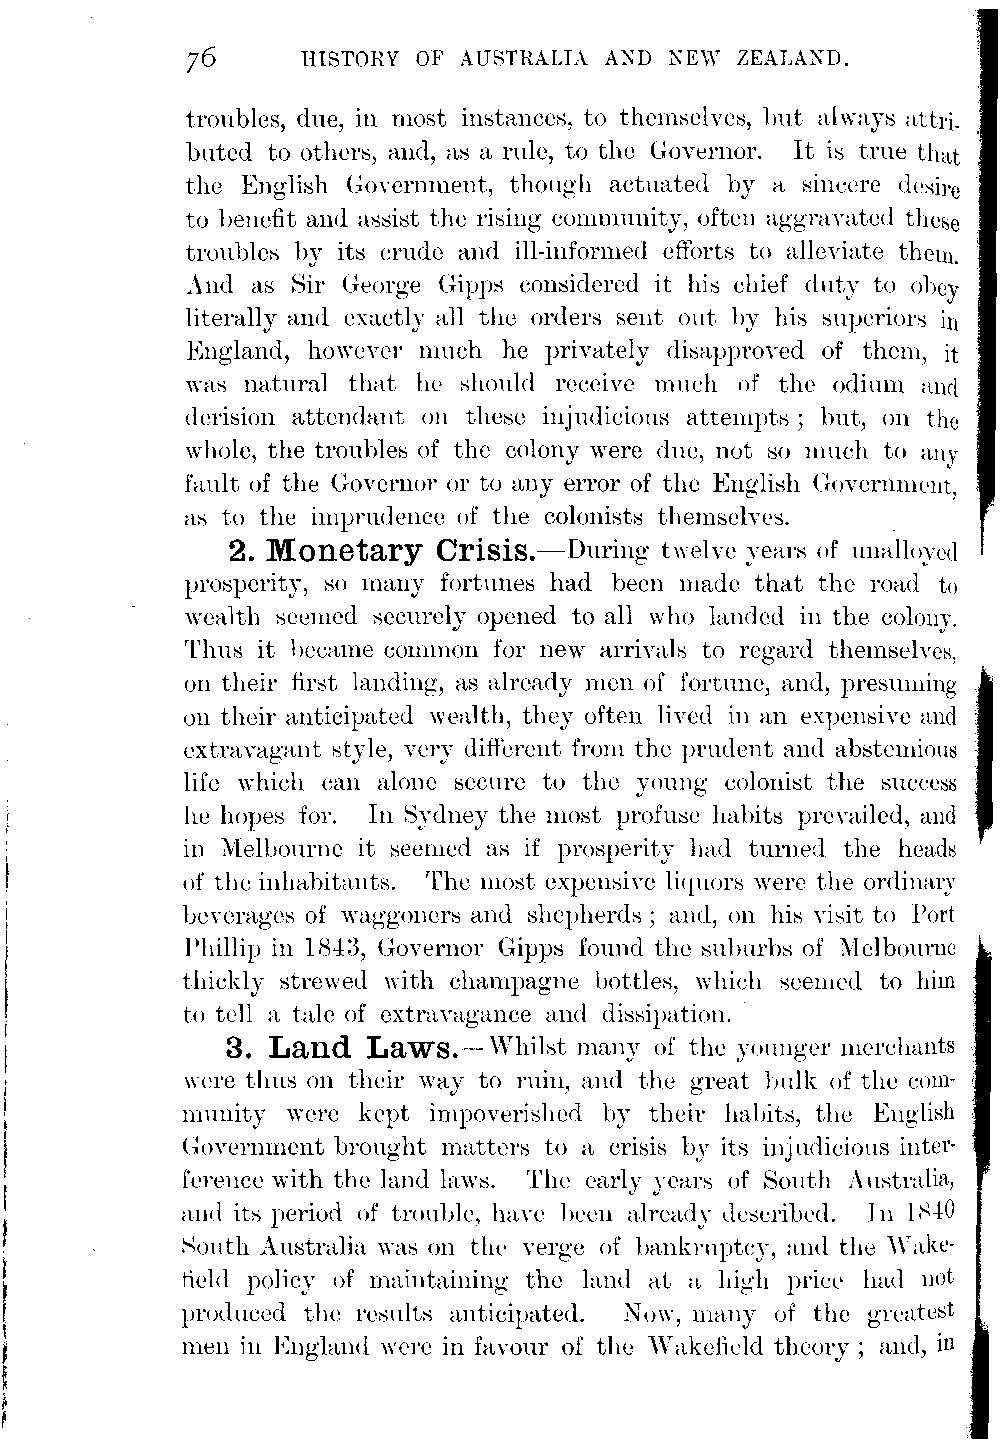 76 HISTORY OF AUSTRALIA AND NEW ZEALAND.
troubles, due, in most instances, to themselves, but always attri-
buted to others, and, as a rule, to the Governor. It is true that
the English Government, though actuated by a sincere desire
to benefit and assist the rising community, often aggravated these
troubles by its crude and ill-informed efforts to alleviate them.
And as Sir George Gipps considered it his chief duty to obey
literally and exactly all the orders sent out by his superiors in
England, however much he privately disapproved of them, it
was natural that he should receive much of the odium and
derision attendant on these injudicious attempts ; but, on the
whole, the troubles of the colony were due, not so much to any
fault of the Governor or to any error of the English Government,
as to the imprudence of the colonists themselves.
2. Monetary Crisis.—During twelve years of unalloyed
prosperity, so many fortunes had been made that the road to
wealth seemed securely opened to all who landed in the colony.
Thus it became common for new arrivals to regard themselves,
on their first landing, as already men of fortune, and, presuming
on their anticipated wealth, they often lived in an expensive and
extravagant style, very different from the prudent and abstemious
life which can alone secure to the young colonist the success
he hopes for. In Sydney the most profuse habits prevailed, and
in Melbourne it seemed as if prosperity had turned the heads
of the inhabitants. The most expensive liquors were the ordinary
beverages of waggoners and shepherds ; and, on his visit to Port
Phillip in 1843, Governor Gipps found the suburbs of Melbourne
thickly strewed with champagne bottles, which seemed to him
to tell a tale of extravagance and dissipation.
3. Land Laws.—Whilst many of the younger merchants
were thus on their way to ruin, and the great bulk of the com-
munity were kept impoverished by their habits, the English
Government brought matters to a crisis by its injudicious inter-
ference with the land laws. The early years of South Australia,
and its period of trouble, have been already described. In 1840
South Australia was on the verge of bankruptcy, and the Wake-
field policy of maintaining the land at a high price had not
produced the results anticipated. Now, many of the greatest
men in England were in favour of the Wakefield theory ; and, in